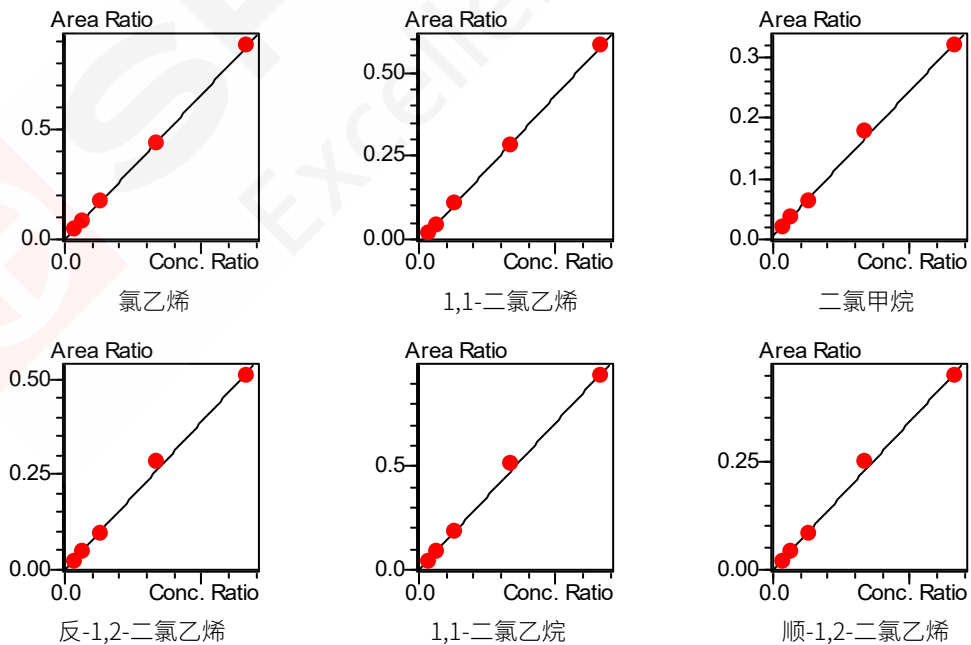 Area Ratio
0.5
0.0
0.0
Conc. Ratio
氯乙烯
Area Ratio
0.50
0.25
0.00
0.0
Conc. Ratio
1,1-二氯乙烯
Area Ratio
0.3
0.2
0.1
0.0
0.0
Conc. Ratio
二氯甲烷
Area Ratio
0.50
0.25
0.00
0.0
Conc. Ratio
反-1,2-二氯乙烯
Area Ratio
0.5
0.0
0.0
Conc. Ratio
1,1-二氯乙烷
Area Ratio
0.25
0.00
0.0
Conc. Ratio
顺-1,2-二氯乙烯